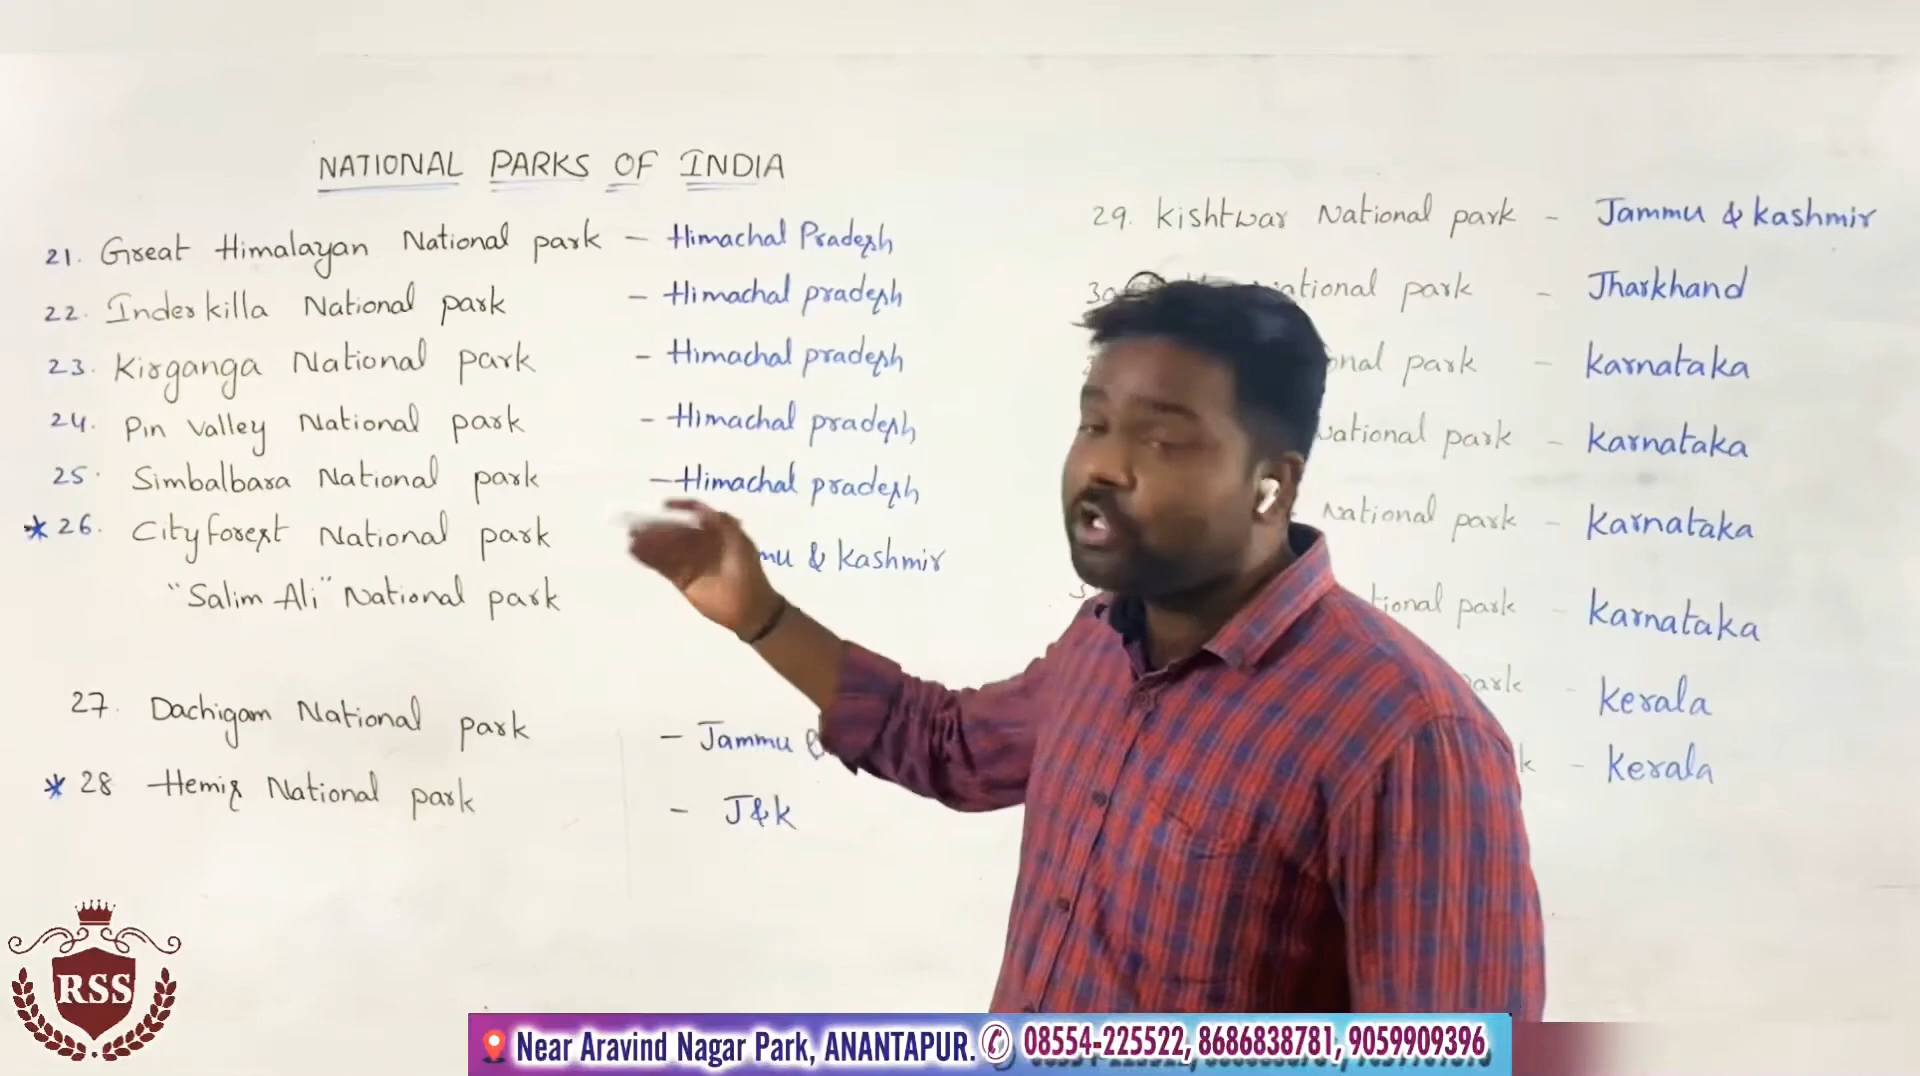 NATIONAL PARKS OF INDIA
21. Great Himalayan National park – Himachal Pradesh
22. Inderkilla National park – Himachal pradesh
23. Kirganga National park – Himachal pradesh
24. Pin Valley National park – Himachal pradesh
25. Simbalbara National park – Himachal pradesh
* 26. City forest National park & kashmir
"Salim Ali" National park
27. Dachigam National park – Jammu
* 28 Hemis National park – J&k
29. kishtwar National park – Jammu & kashmir
park – Jharkhand
park – karnataka
National park – karnataka
National park – karnataka
park – karnataka
park – kerala
– kerala
RSS
Near Aravind Nagar Park, ANANTAPUR. 08554-225522, 8686838781, 9059909396